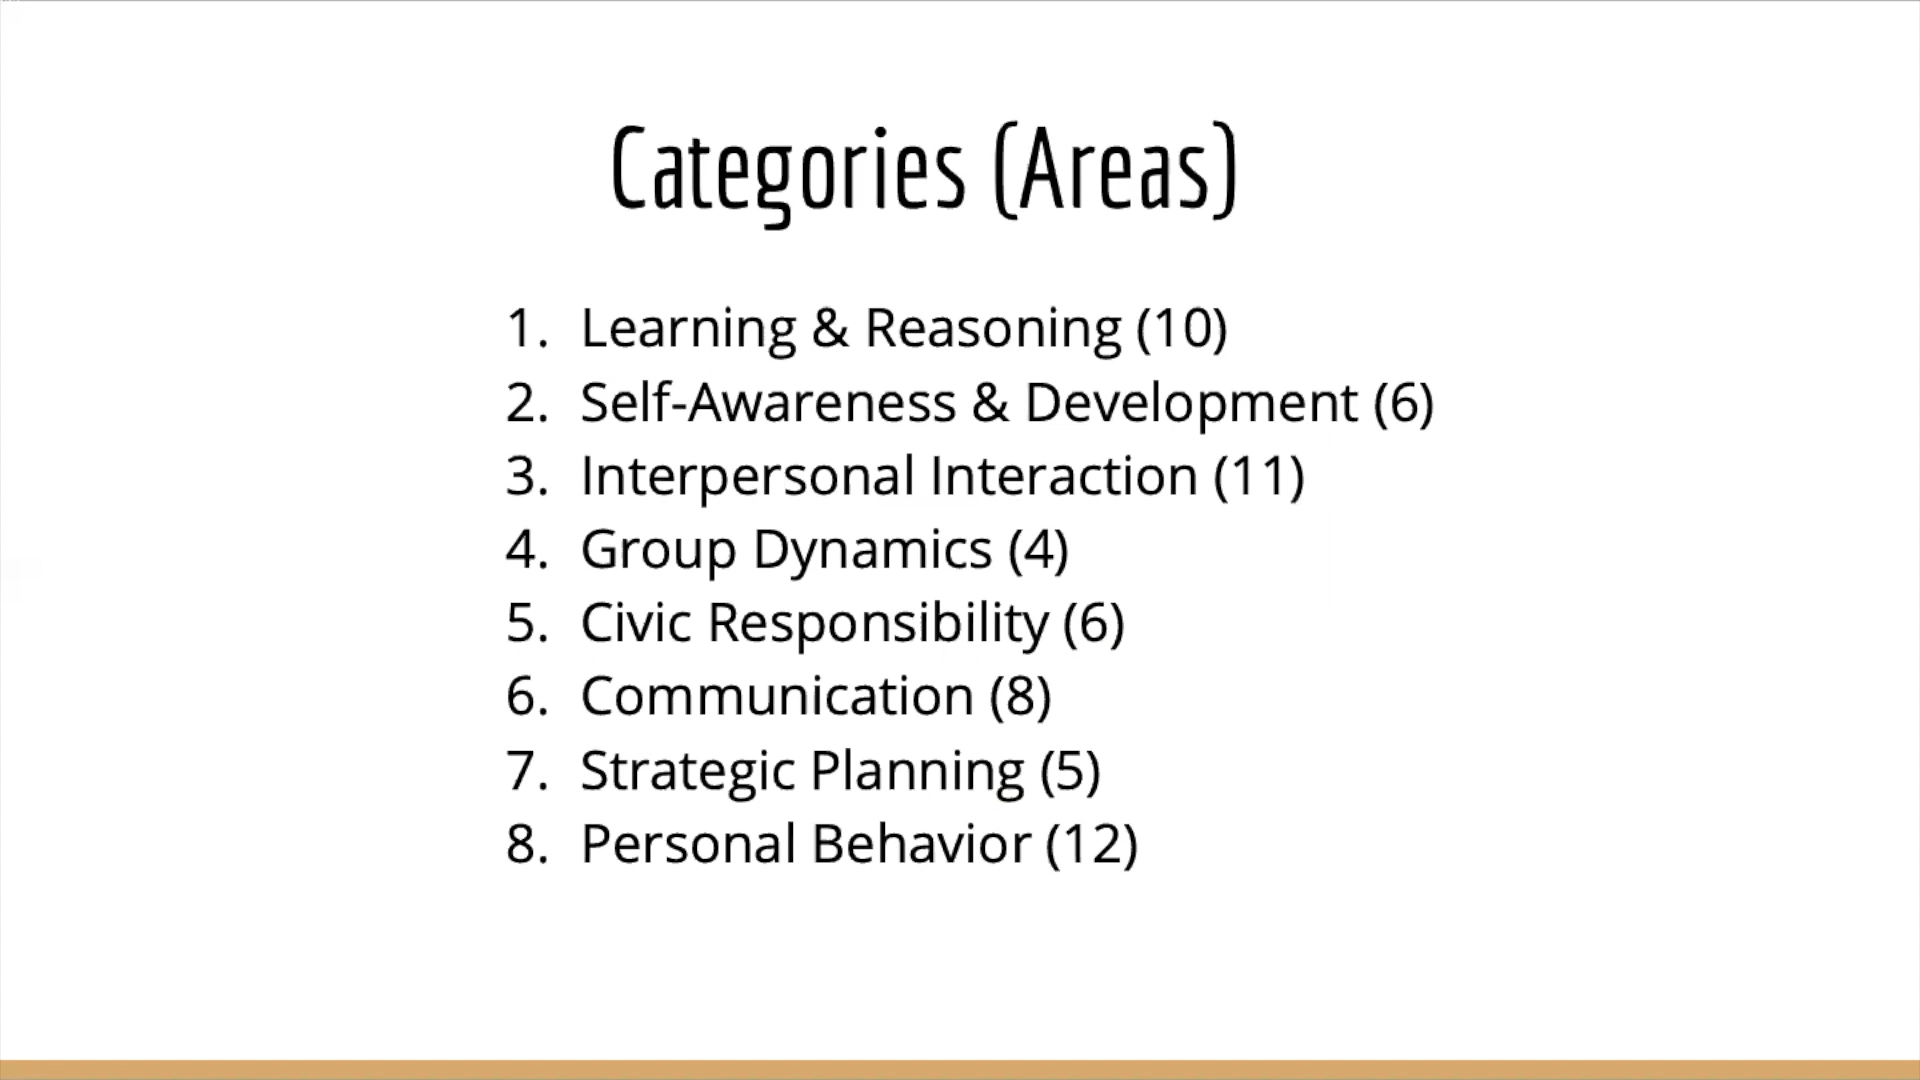 Categories (Areas)
1. Learning & Reasoning (10)
2. Self-Awareness & Development (6)
3. Interpersonal Interaction (11)
4. Group Dynamics (4)
5. Civic Responsibility (6)
6. Communication (8)
7. Strategic Planning (5)
8. Personal Behavior (12)